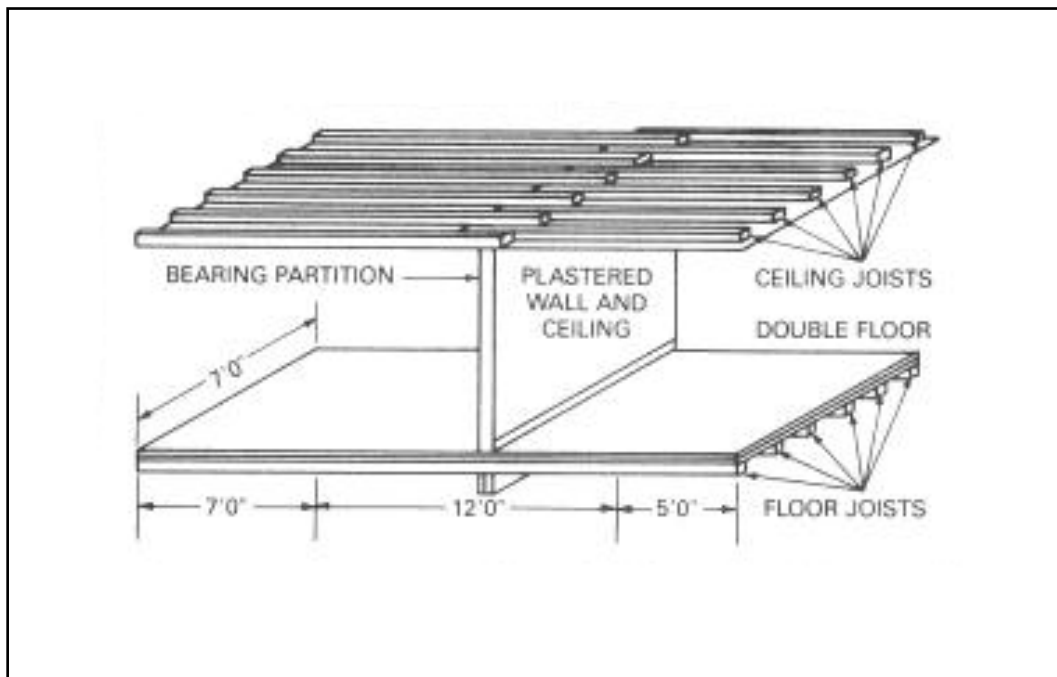 BEARING PARTITION
PLASTERED
WALL AND
CEILING
CEILING JOISTS
DOUBLE FLOOR
7'0"
7'0"
12'0"
5'0"
FLOOR JOISTS